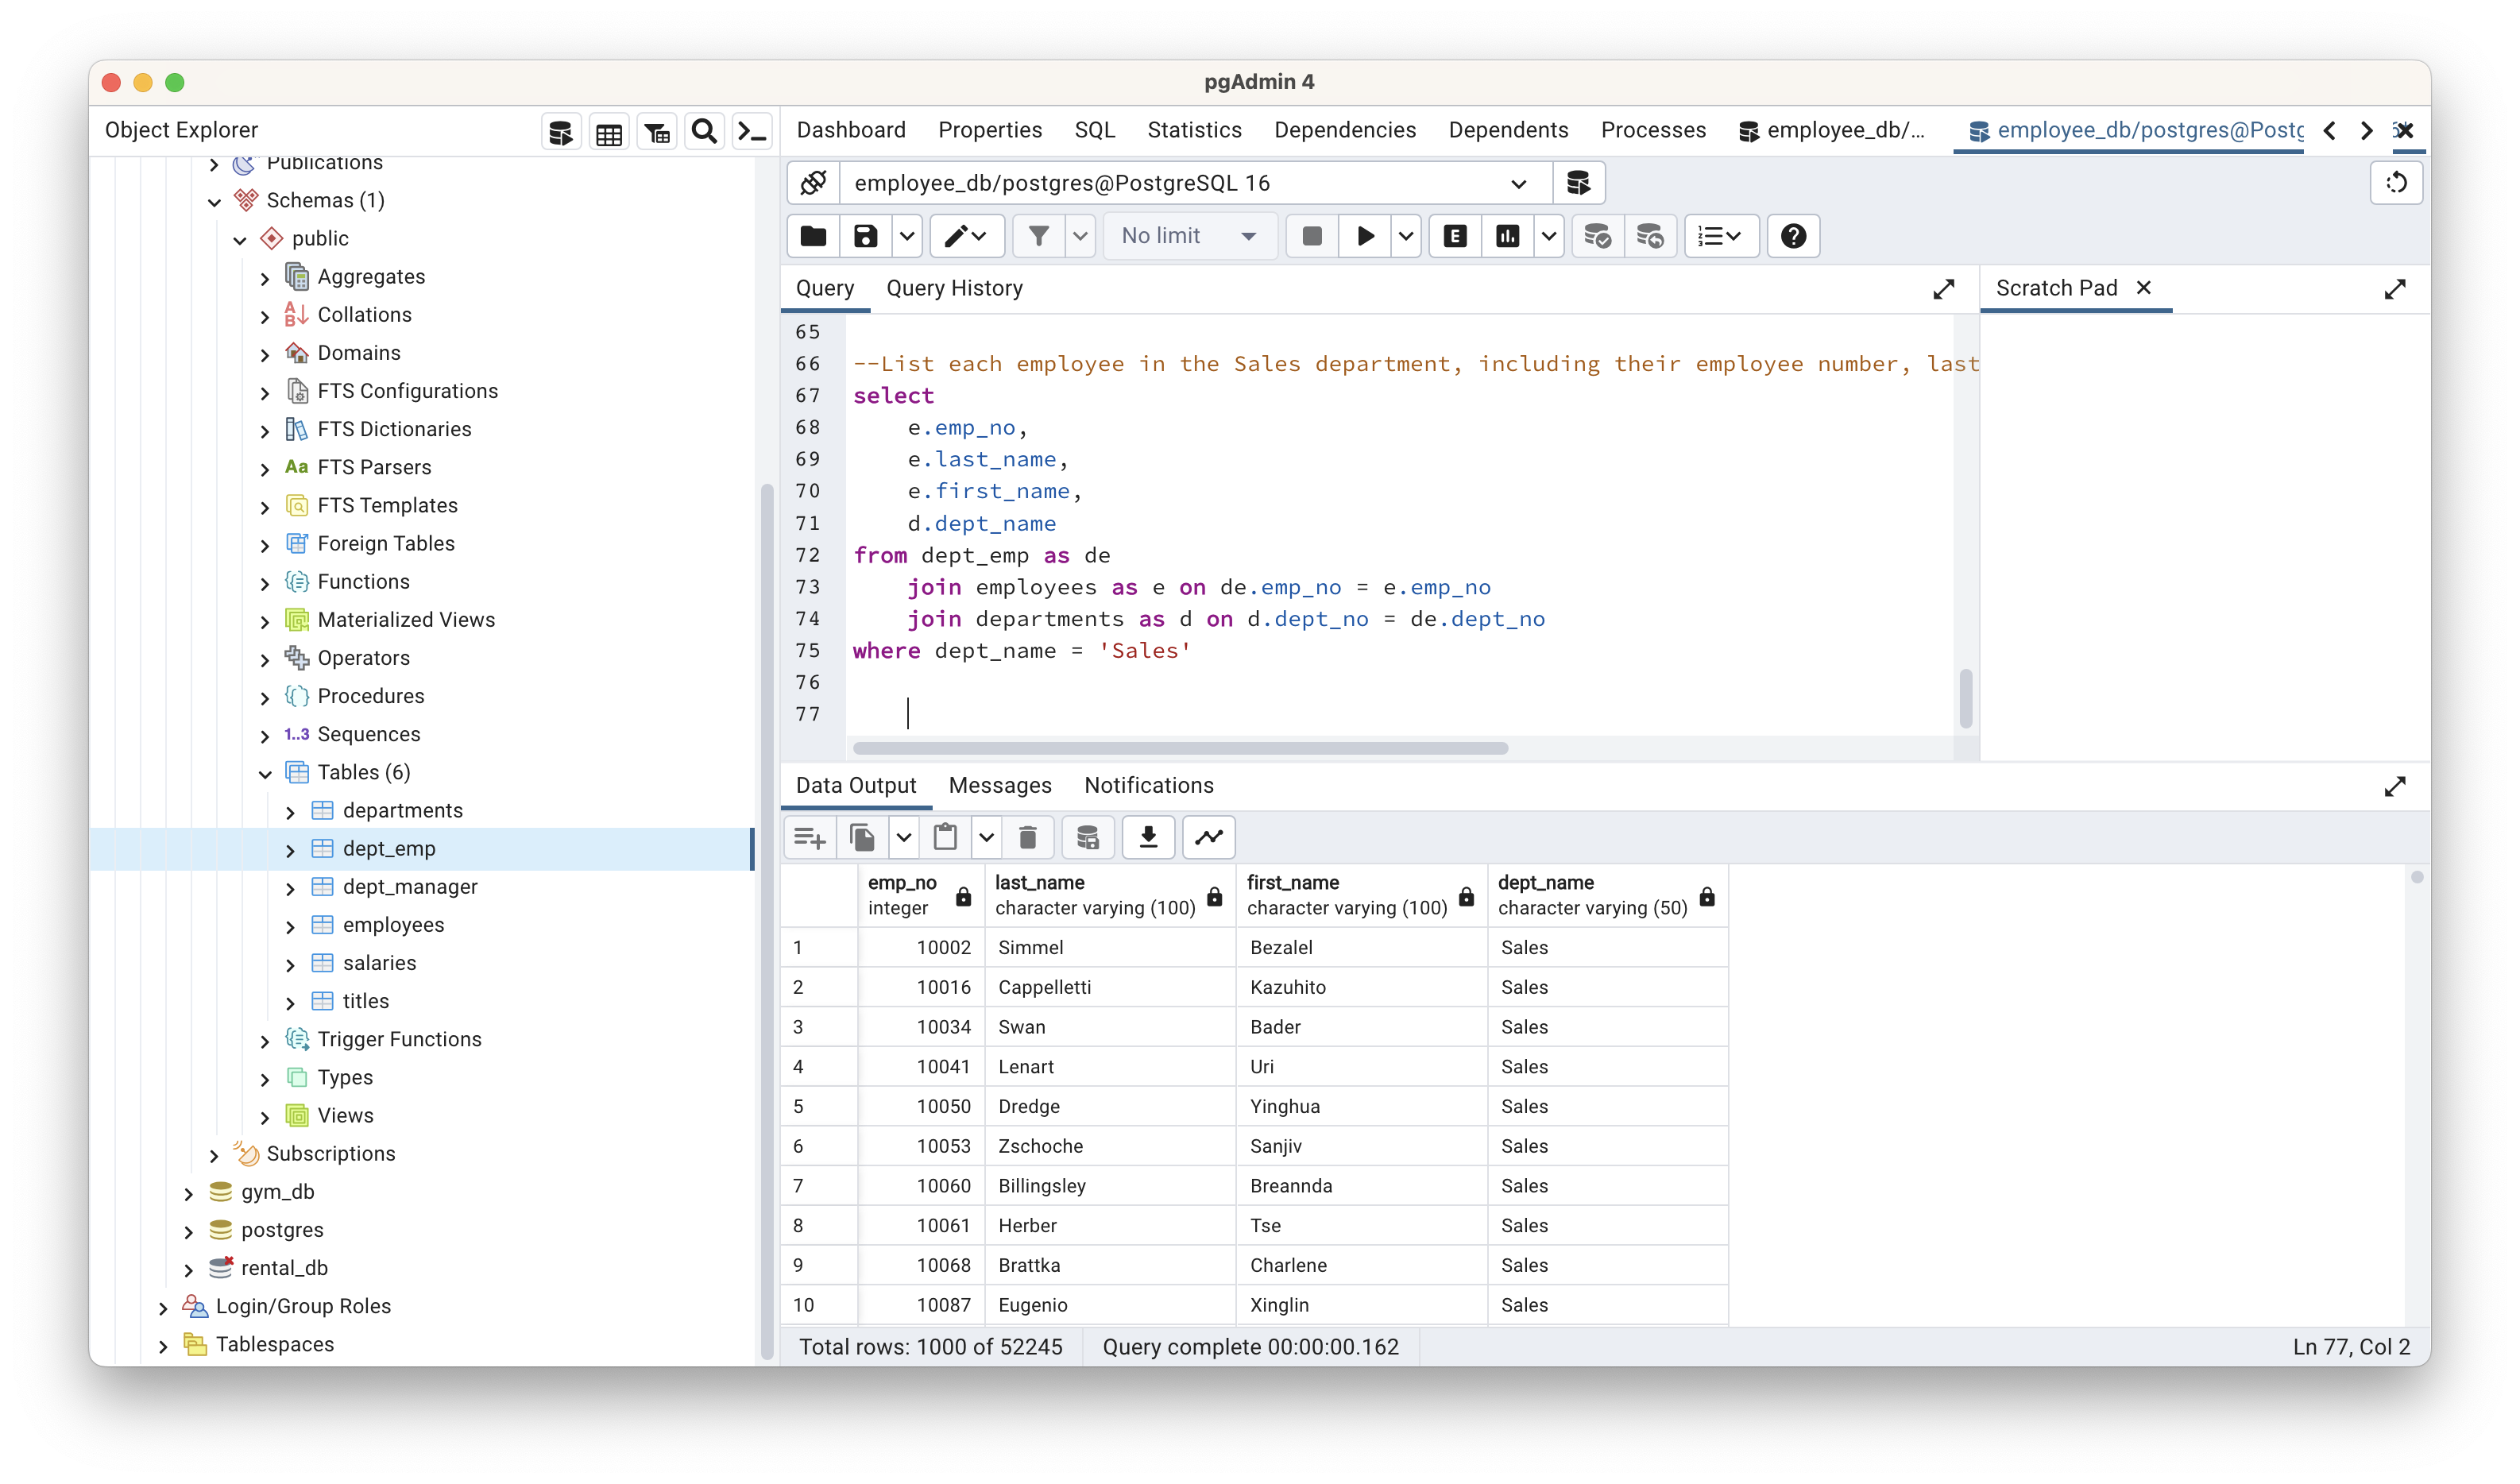 pgAdmin 4
Object Explorer
Publications
Schemas (1)
public
Aggregates
Collations
Domains
FTS Configurations
FTS Dictionaries
Aa FTS Parsers
FTS Templates
Foreign Tables
Functions
Materialized Views
Operators
Procedures
1..3 Sequences
Tables (6)
departments
dept_emp
dept_manager
employees
salaries
titles
Trigger Functions
Types
Views
Subscriptions
gym_db
postgres
rental_db
Login/Group Roles
Tablespaces
Dashboard Properties SQL Statistics Dependencies Dependents Processes employee_db/... employee_db/postgres@Postg
employee_db/postgres@PostgreSQL 16
No limit E
Query Query History
65
66 --List each employee in the Sales department, including their employee number, last
67 select
68 e.emp_no,
69 e.last_name,
70 e.first_name,
71 d.dept_name
72 from dept_emp as de
73 join employees as e on de.emp_no = e.emp_no
74 join departments as d on d.dept_no = de.dept_no
75 where dept_name = 'Sales'
76
77
Scratch Pad
Data Output Messages Notifications
emp_no last_name first_name dept_name
integer character varying (100) character varying (100) character varying (50)
1 10002 Simmel Bezalel Sales
2 10016 Cappelletti Kazuhito Sales
3 10034 Swan Bader Sales
4 10041 Lenart Uri Sales
5 10050 Dredge Yinghua Sales
6 10053 Zschoche Sanjiv Sales
7 10060 Billingsley Breannda Sales
8 10061 Herber Tse Sales
9 10068 Brattka Charlene Sales
10 10087 Eugenio Xinglin Sales
Total rows: 1000 of 52245 Query complete 00:00:00.162 Ln 77, Col 2